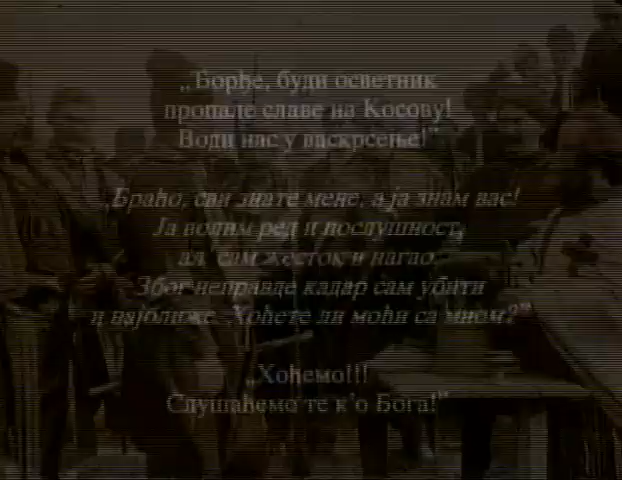 „Ђорђе, буди осветник
пропале славе на Косову!
Води нас у васкрсење!”
„Браћо, сви знате мене, а ја знам вас!
Ја волим ред и послушност,
ал' сам жесток и нагао.
Због неправде кадар сам убити
и најближе. Хоћете ли моћи са мном?”
„Хоћемо!!!
Слушаћемо те к'о Бога!”